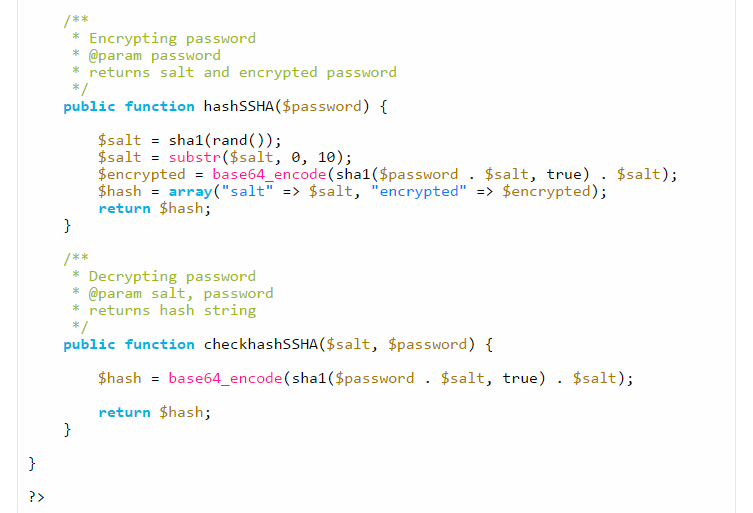 /**
 * Encrypting password
 * @param password
 * returns salt and encrypted password
 */
public function hashSSHA($password) {
$salt = sha1(rand());
$salt = substr($salt, 0, 10);
$encrypted = base64_encode(sha1($password . $salt, true) . $salt);
$hash = array("salt" => $salt, "encrypted" => $encrypted);
return $hash;
}
/**
 * Decrypting password
 * @param salt, password
 * returns hash string
 */
public function checkhashSSHA($salt, $password) {
$hash = base64_encode(sha1($password . $salt, true) . $salt);
return $hash;
}
}
?>